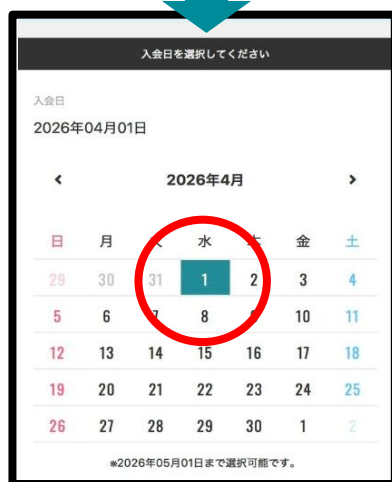 入会日を選択してください
入会日
2026年04月01日
< 2026年4月 >
日 月 水 金 土
29 30 31 1 2 3 4
5 6 7 8 9 10 11
12 13 14 15 16 17 18
19 20 21 22 23 24 25
26 27 28 29 30 1 2
※2026年05月01日まで選択可能です。